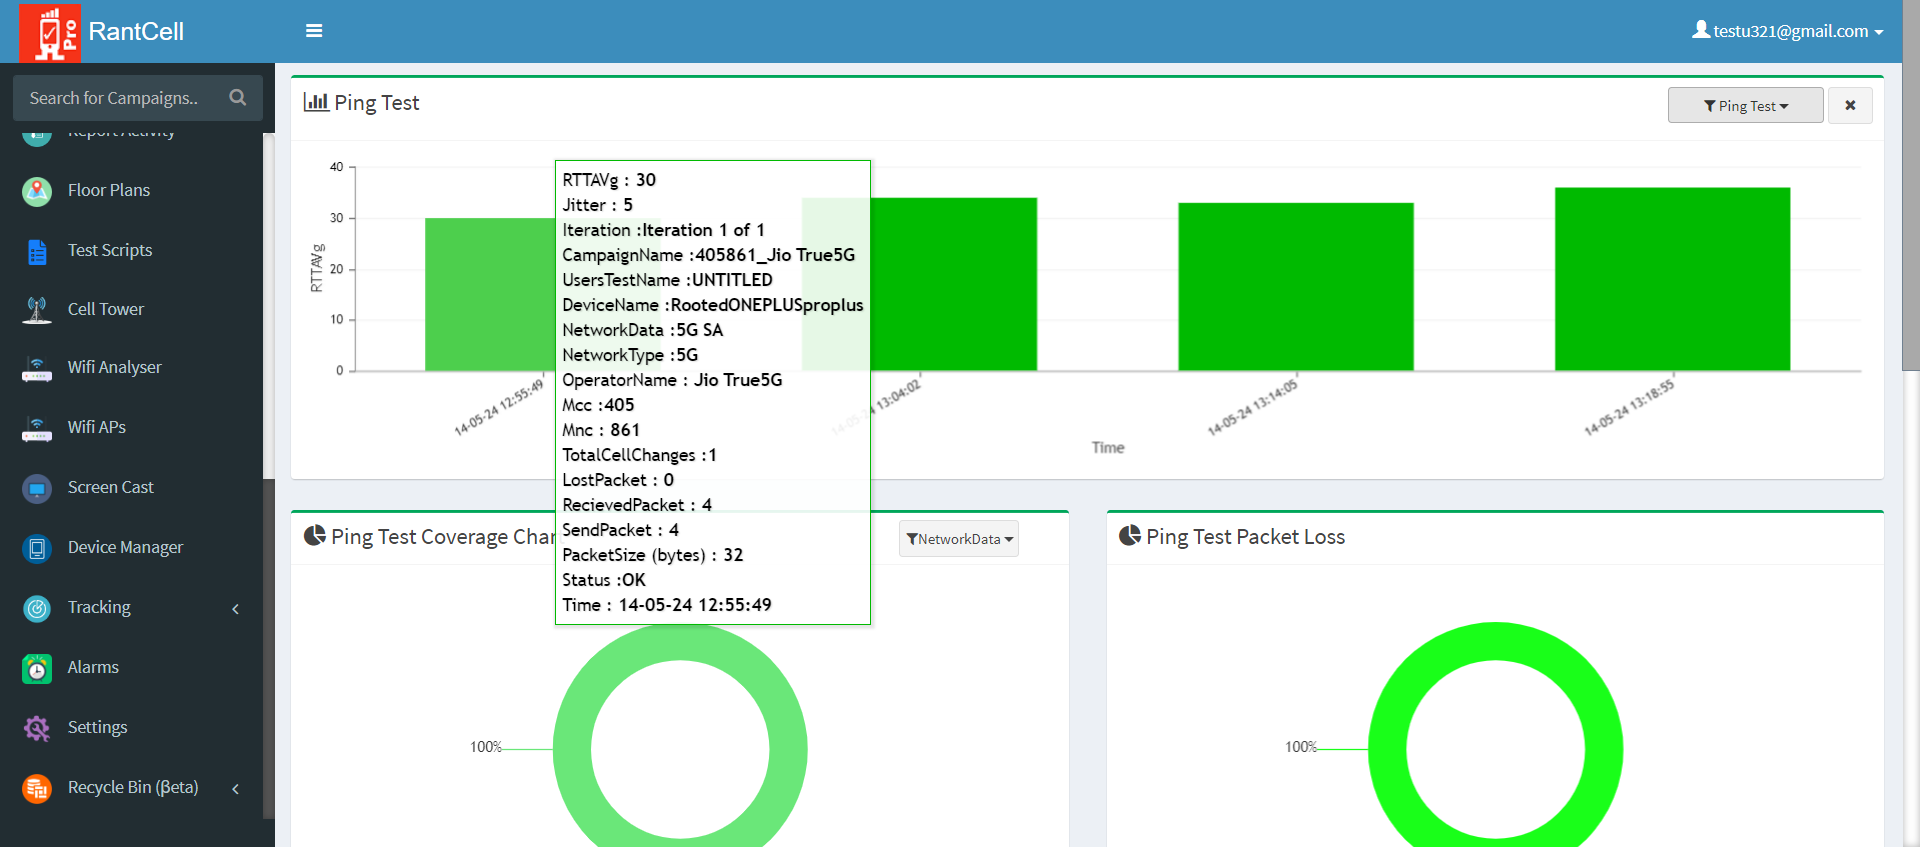 Pro
RantCell
testu321@gmail.com
Search for Campaigns..
Report Activity
Floor Plans
Test Scripts
Cell Tower
Wifi Analyser
Wifi APs
Screen Cast
Device Manager
Tracking
Alarms
Settings
Recycle Bin (βeta)
Ping Test
Ping Test
40
30
20
10
0
RTTAVg
14-05-24 12:55:49
14-05-24 13:04:02
14-05-24 13:14:05
14-05-24 13:18:55
Time
RTTAVg : 30
Jitter : 5
Iteration :Iteration 1 of 1
CampaignName :405861_Jio True5G
UsersTestName :UNTITLED
DeviceName :RootedONEPLUSproplus
NetworkData :5G SA
NetworkType :5G
OperatorName : Jio True5G
Mcc :405
Mnc : 861
TotalCellChanges :1
LostPacket : 0
RecievedPacket : 4
SendPacket : 4
PacketSize (bytes) : 32
Status :OK
Time : 14-05-24 12:55:49
Ping Test Coverage Char
NetworkData
100%
Ping Test Packet Loss
100%